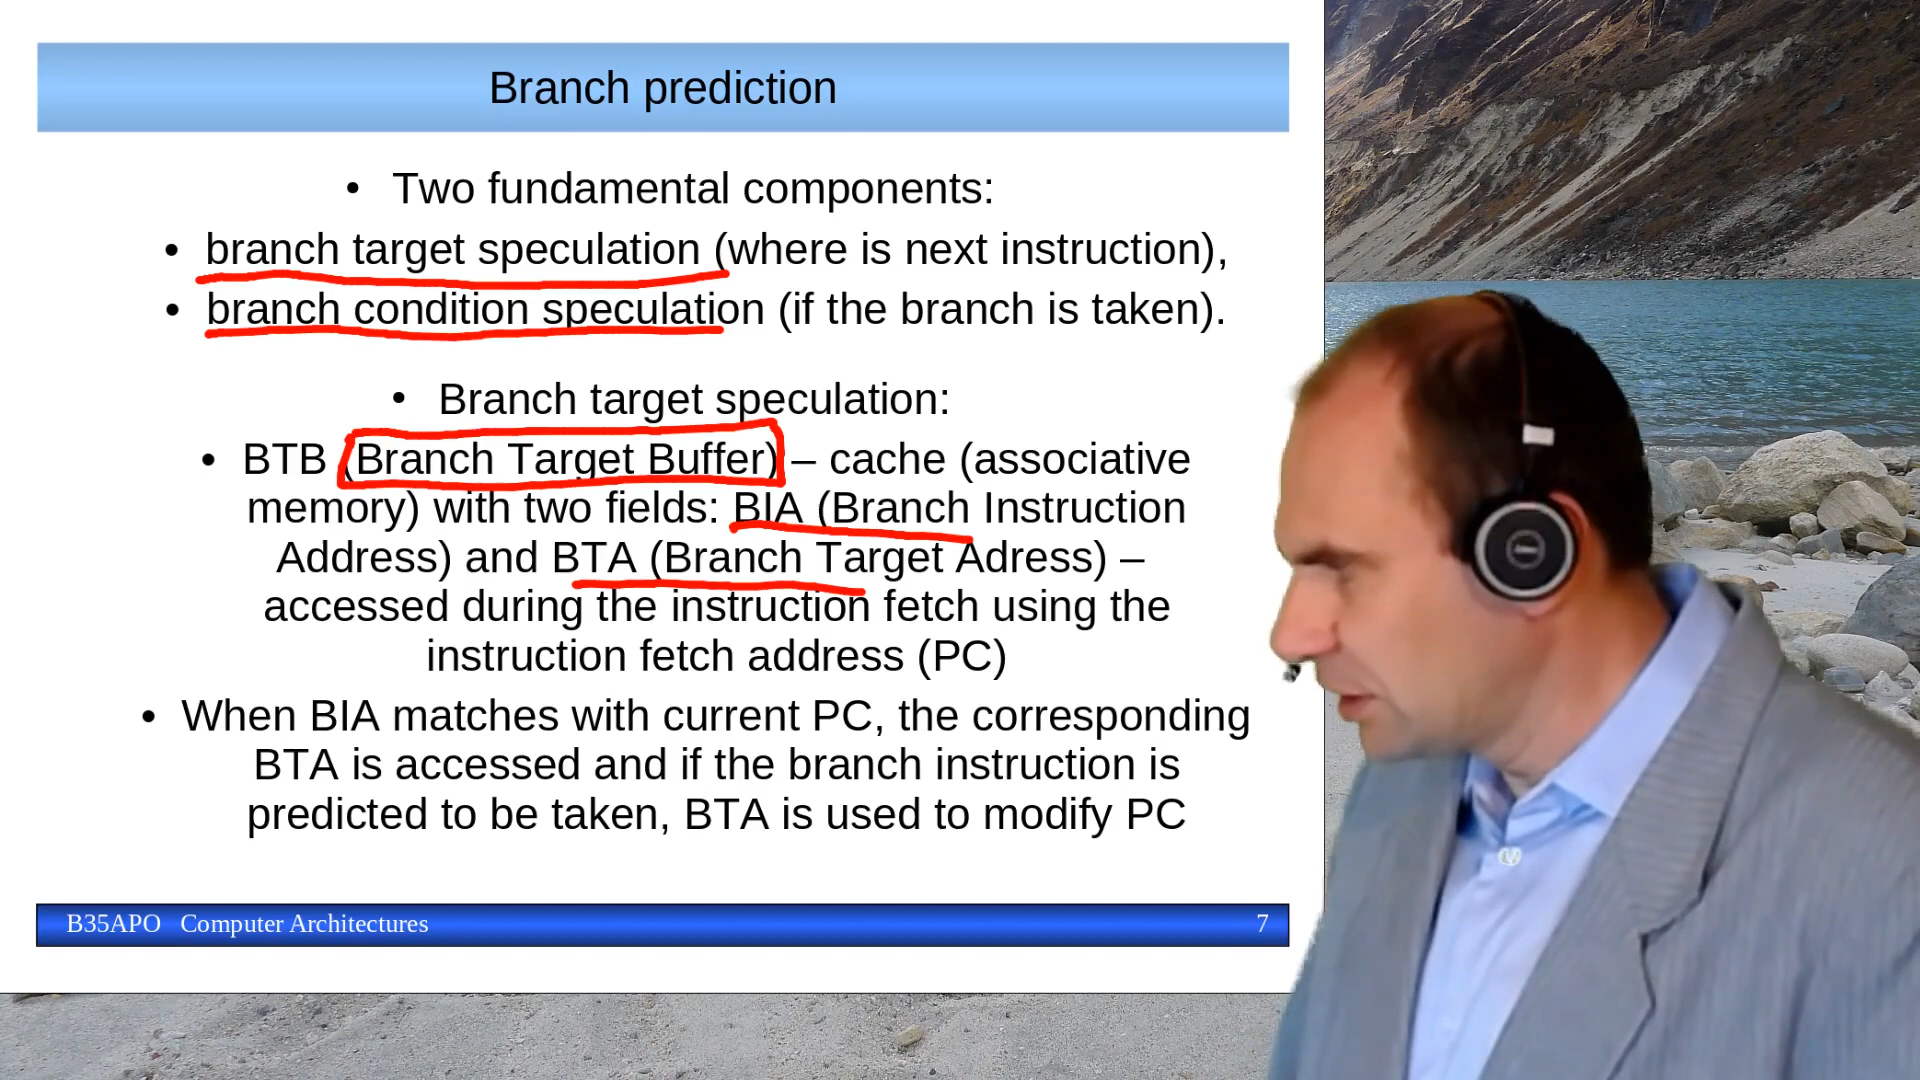 Branch prediction
• Two fundamental components:
• branch target speculation (where is next instruction),
• branch condition speculation (if the branch is taken).
• Branch target speculation:
• BTB (Branch Target Buffer) – cache (associative
memory) with two fields: BIA (Branch Instruction
Address) and BTA (Branch Target Adress) –
accessed during the instruction fetch using the
instruction fetch address (PC)
• When BIA matches with current PC, the corresponding
BTA is accessed and if the branch instruction is
predicted to be taken, BTA is used to modify PC
B35APO Computer Architectures 7